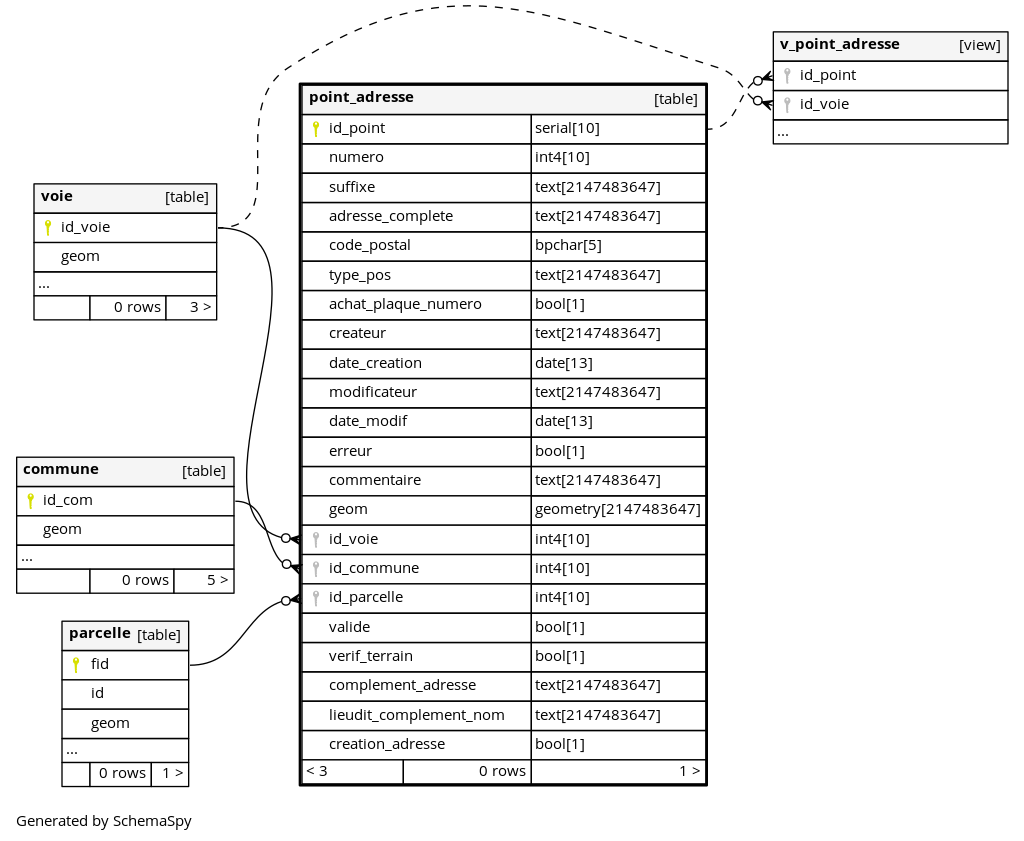 v_point_adresse [view]
id_point
id_voie
...
point_adresse [table]
id_point serial[10]
numero int4[10]
suffixe text[2147483647]
adresse_complete text[2147483647]
code_postal bpchar[5]
type_pos text[2147483647]
achat_plaque_numero bool[1]
createur text[2147483647]
date_creation date[13]
modificateur text[2147483647]
date_modif date[13]
erreur bool[1]
commentaire text[2147483647]
geom geometry[2147483647]
id_voie int4[10]
id_commune int4[10]
id_parcelle int4[10]
valide bool[1]
verif_terrain bool[1]
complement_adresse text[2147483647]
lieudit_complement_nom text[2147483647]
creation_adresse bool[1]
< 3 0 rows 1 >
voie [table]
id_voie
geom
...
0 rows 3 >
commune [table]
id_com
geom
...
0 rows 5 >
parcelle [table]
fid
id
geom
...
0 rows 1 >
Generated by SchemaSpy